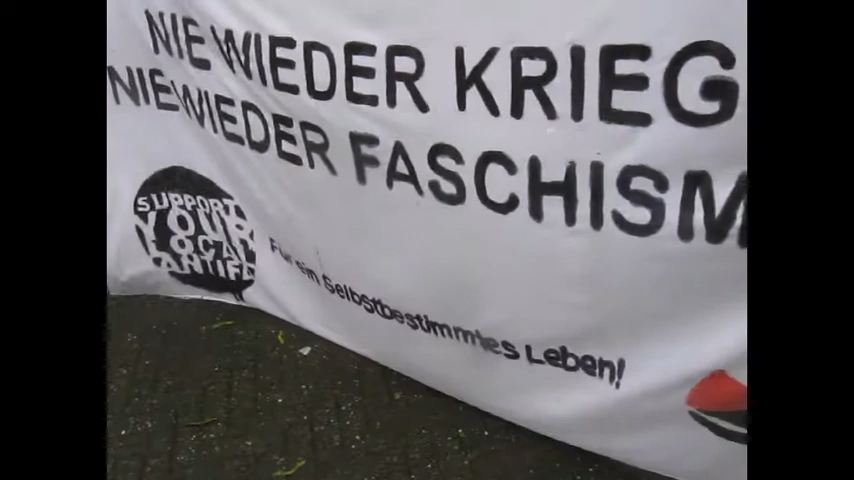 NIE WIEDER KRIEG
NIE WIEDER FASCHISM
SUPPORT
YOUR
LOCAL
ANTIFA
Für ein Selbstbestimmtes Leben!